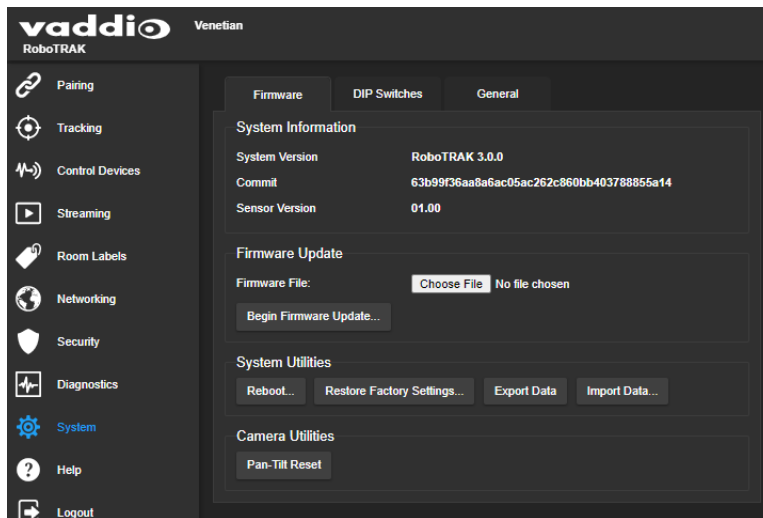 vaddio
Venetian
RoboTRAK
Pairing
Tracking
Control Devices
Streaming
Room Labels
Networking
Security
Diagnostics
System
Help
Logout
Firmware
DIP Switches
General
System Information
System Version RoboTRAK 3.0.0
Commit 63b99f36aa8a6ac05ac262c860bb403788855a14
Sensor Version 01.00
Firmware Update
Firmware File: Choose File No file chosen
Begin Firmware Update...
System Utilities
Reboot... Restore Factory Settings... Export Data Import Data...
Camera Utilities
Pan-Tilt Reset